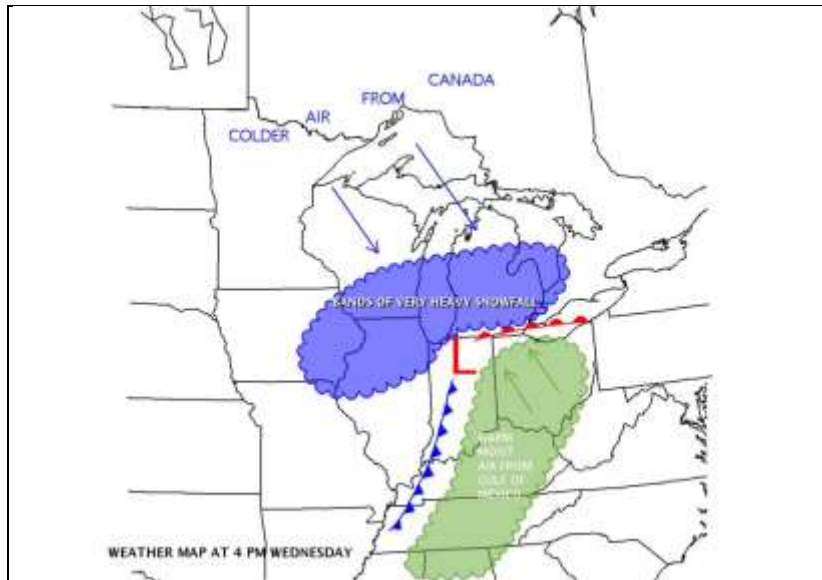 COLDER AIR FROM CANADA
BANDS OF VERY HEAVY SNOWFALL
L
WARM
MOIST
AIR FROM
GULF OF
MEXICO
WEATHER MAP AT 4 PM WEDNESDAY